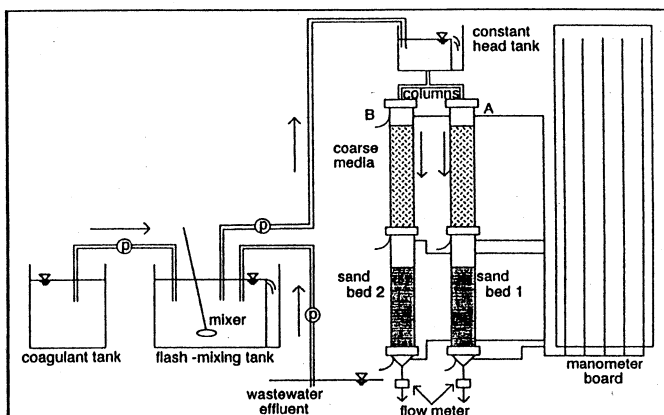 constant
head tank
columns
B
A
coarse
media
p
p
p
sand
bed 2
sand
bed 1
mixer
coagulant tank
flash -mixing tank
wastewater
effluent
flow meter
manometer
board